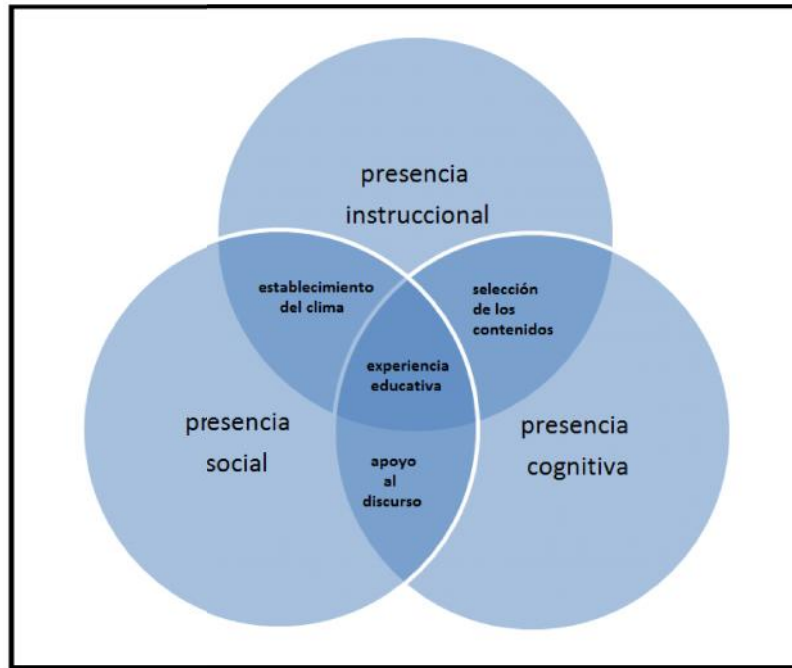 presencia
instruccional
establecimiento
del clima
selección
de los
contenidos
experiencia
educativa
presencia
social
apoyo
al
discurso
presencia
cognitiva